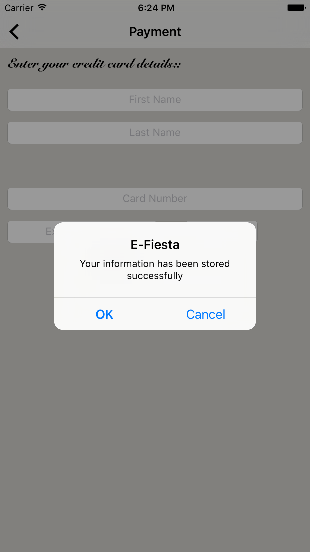 Carrier 6:24 PM
Payment
Enter your credit card details::
First Name
Last Name
Card Number
E-Fiesta
Your information has been stored
successfully
OK Cancel